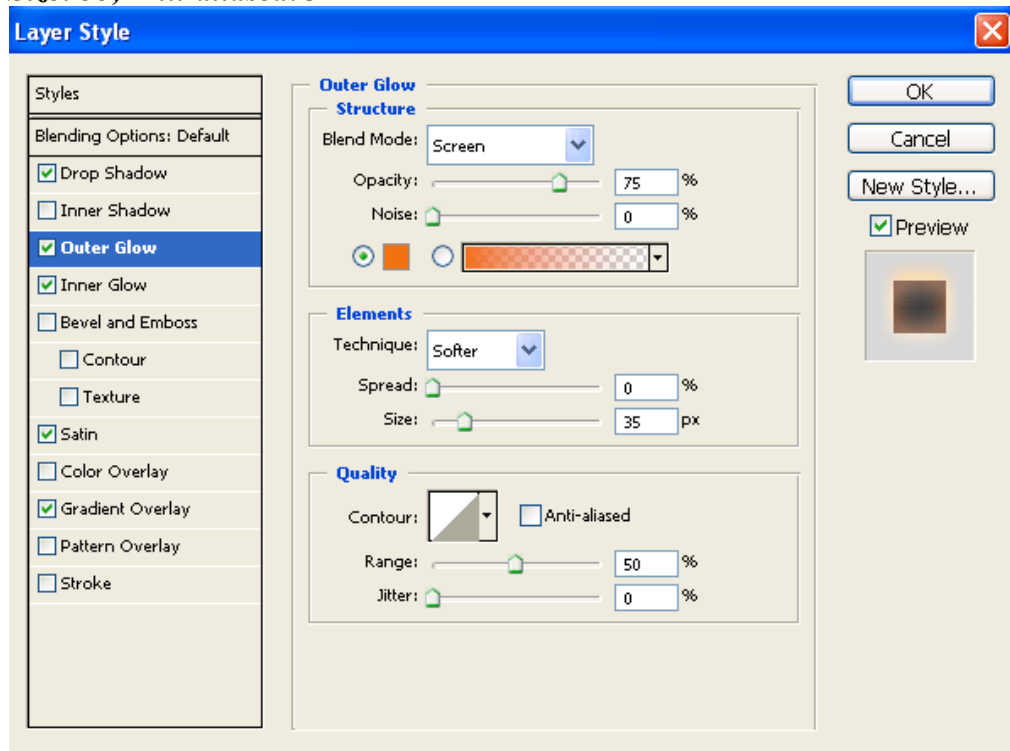 Layer Style
Styles
Blending Options: Default
Drop Shadow
Inner Shadow
Outer Glow
Inner Glow
Bevel and Emboss
Contour
Texture
Satin
Color Overlay
Gradient Overlay
Pattern Overlay
Stroke
Outer Glow
Structure
Blend Mode: Screen
Opacity: 75 %
Noise: 0 %
Elements
Technique: Softer
Spread: 0 %
Size: 35 px
Quality
Contour: Anti-aliased
Range: 50 %
Jitter: 0 %
OK
Cancel
New Style...
Preview